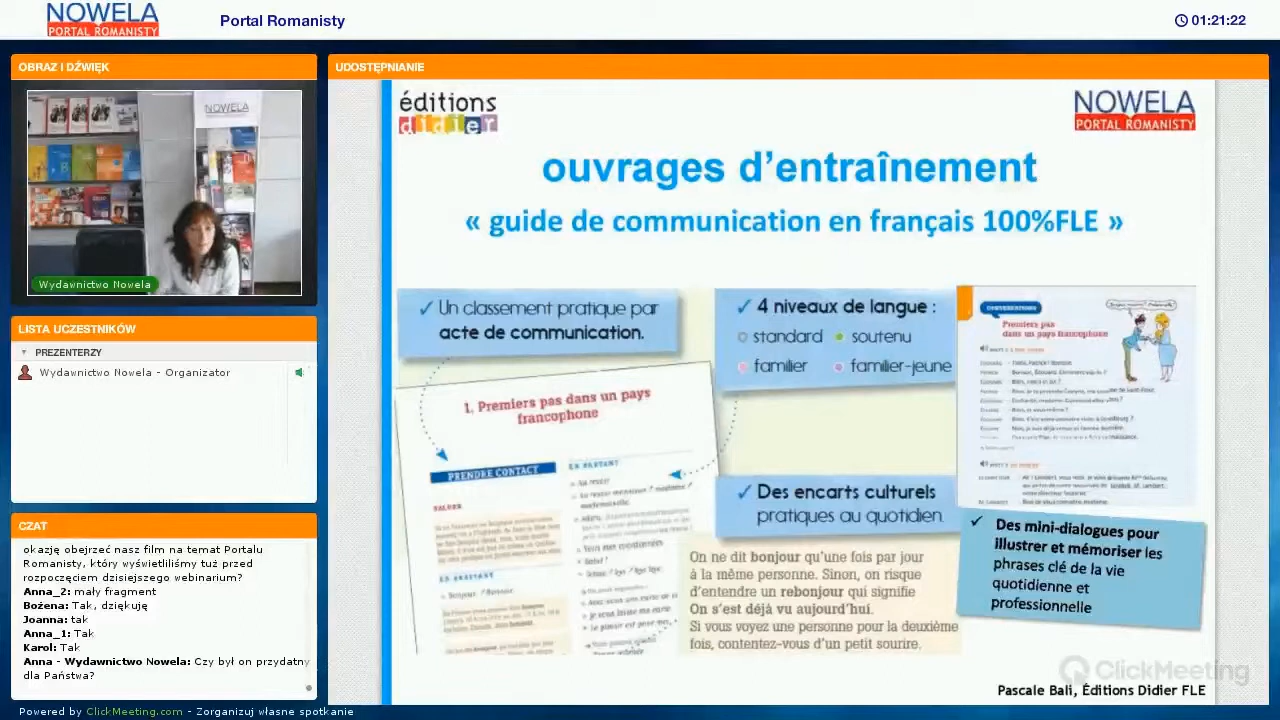 NOWELA
PORTAL ROMANISTY
Portal Romanisty
01:21:22
OBRAZ I DŹWIĘK
NOWELA
Wydawnictwo Nowela
LISTA UCZESTNIKÓW
PREZENTERZY
Wydawnictwo Nowela - Organizator
CZAT
okazję obejrzeć nasz film na temat Portalu
Romanisty, który wyświetliliśmy tuż przed
rozpoczęciem dzisiejszego webinarium?
Anna_2: mały fragment
Bożena: Tak, dziękuję
Joanna: tak
Anna_1: Tak
Karol: Tak
Anna - Wydawnictwo Nowela: Czy był on przydatny
dla Państwa?
Powered by ClickMeeting.com - Zorganizuj własne spotkanie
UDOSTĘPNIANIE
éditions
didier
NOWELA
PORTAL ROMANISTY
ouvrages d’entraînement
« guide de communication en français 100%FLE »
✓ Un classement pratique par
acte de communication.
✓ 4 niveaux de langue :
standard soutenu
familier familier-jeune
1. Premiers pas dans un pays
francophone
PRENDRE CONTACT
EN PARTANT
SALUER
CONVERSATIONS
Premiers pas
dans un pays francophone
✓ Des encarts culturels
pratiques au quotidien.
On ne dit bonjour qu’une fois par jour
à la même personne. Sinon, on risque
d’entendre un rebonjour qui signifie
On s’est déjà vu aujourd’hui.
Si vous voyez une personne pour la deuxième
fois, contentez-vous d’un petit sourire.
✓ Des mini-dialogues pour
illustrer et mémoriser les
phrases clé de la vie
quotidienne et
professionnelle
ClickMeeting
Pascale Bali, Éditions Didier FLE